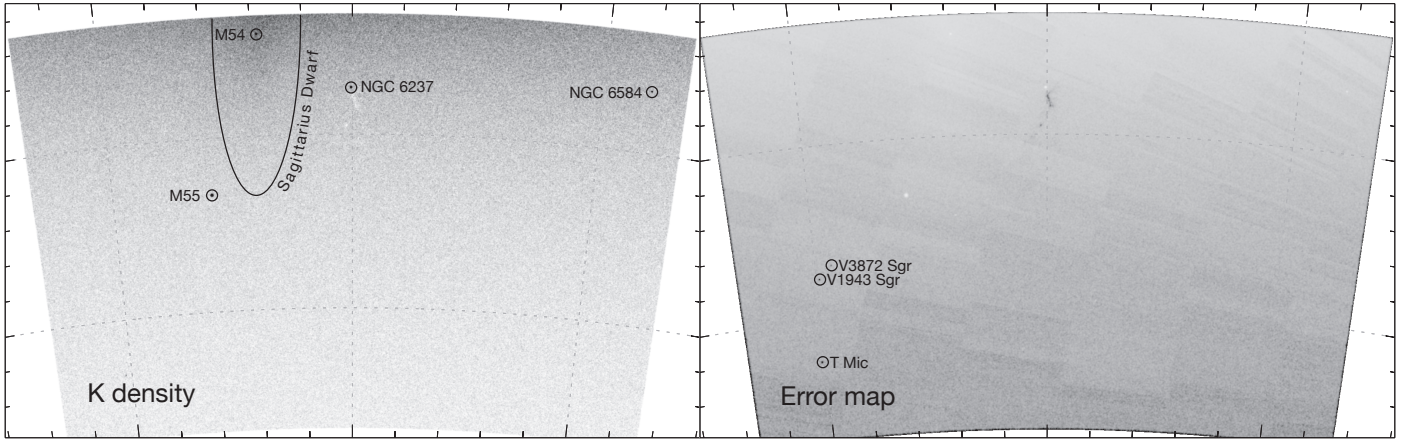 M54
NGC 6237
NGC 6584
Sagittarius Dwarf
M55
K density
V3872 Sgr
V1943 Sgr
T Mic
Error map